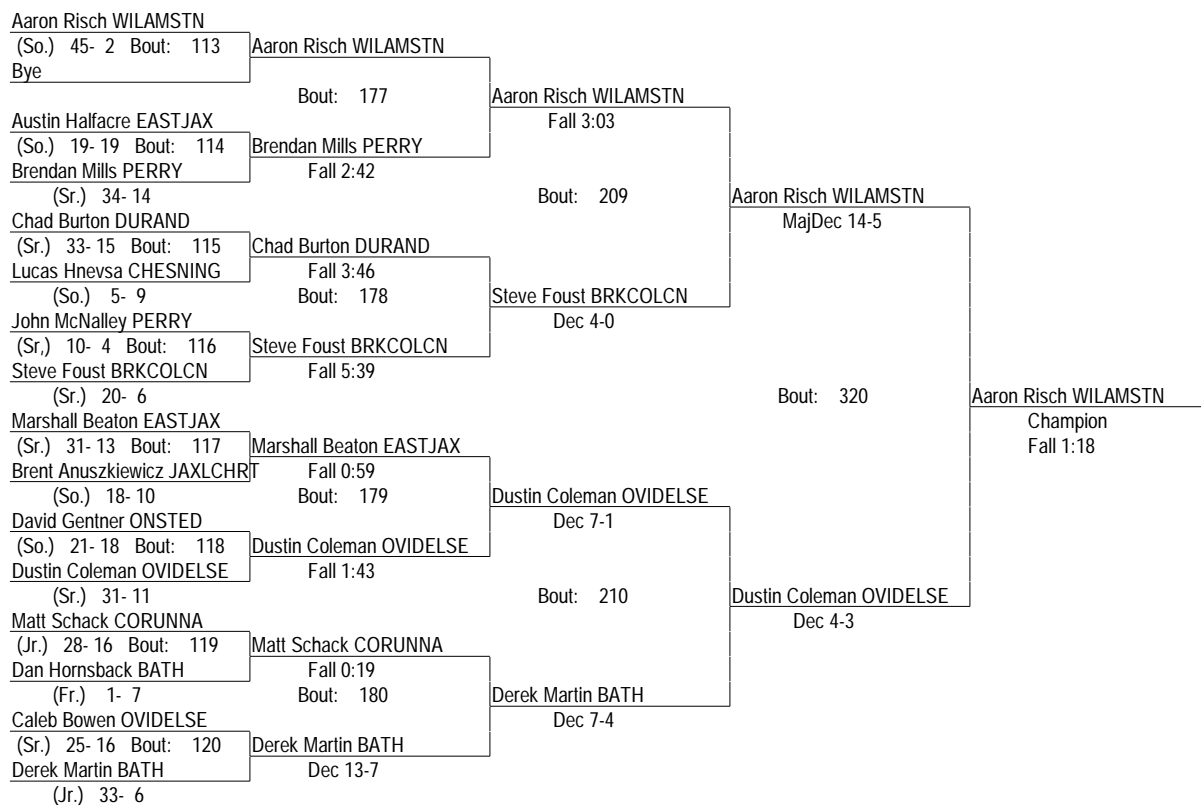 Aaron Risch WILAMSTN
(So.) 45- 2 Bout: 113 Aaron Risch WILAMSTN
Bye
Bout: 177 Aaron Risch WILAMSTN
Austin Halfacre EASTJAX Fall 3:03
(So.) 19- 19 Bout: 114 Brendan Mills PERRY
Brendan Mills PERRY Fall 2:42
(Sr.) 34- 14 Bout: 209 Aaron Risch WILAMSTN
Chad Burton DURAND MajDec 14-5
(Sr.) 33- 15 Bout: 115 Chad Burton DURAND
Lucas Hnevsa CHESNING Fall 3:46
(So.) 5- 9 Bout: 178 Steve Foust BRKCOLCN
John McNalley PERRY Dec 4-0
(Sr,) 10- 4 Bout: 116 Steve Foust BRKCOLCN
Steve Foust BRKCOLCN Fall 5:39
(Sr.) 20- 6 Bout: 320 Aaron Risch WILAMSTN
Marshall Beaton EASTJAX Champion
(Sr.) 31- 13 Bout: 117 Marshall Beaton EASTJAX Fall 1:18
Brent Anuszkiewicz JAXLCHRT Fall 0:59
(So.) 18- 10 Bout: 179 Dustin Coleman OVIDELSE
David Gentner ONSTED Dec 7-1
(So.) 21- 18 Bout: 118 Dustin Coleman OVIDELSE
Dustin Coleman OVIDELSE Fall 1:43
(Sr.) 31- 11 Bout: 210 Dustin Coleman OVIDELSE
Matt Schack CORUNNA Dec 4-3
(Jr.) 28- 16 Bout: 119 Matt Schack CORUNNA
Dan Hornsback BATH Fall 0:19
(Fr.) 1- 7 Bout: 180 Derek Martin BATH
Caleb Bowen OVIDELSE Dec 7-4
(Sr.) 25- 16 Bout: 120 Derek Martin BATH
Derek Martin BATH Dec 13-7
(Jr.) 33- 6